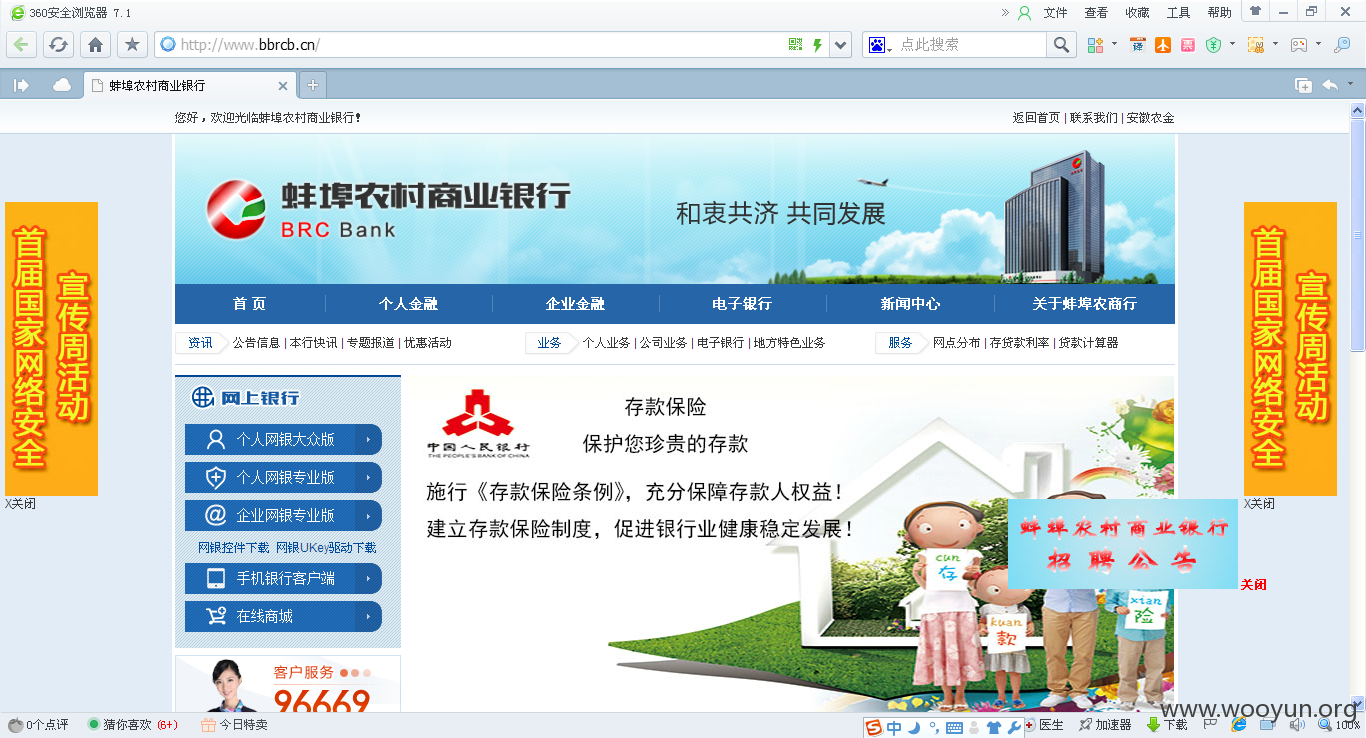 360安全浏览器 7.1
文件 查看 收藏 工具 帮助
http://www.bbrcb.cn/
点此搜索
译
票
蚌埠农村商业银行
您好，欢迎光临蚌埠农村商业银行！
返回首页 | 联系我们 | 安徽农金
蚌埠农村商业银行
BRC Bank
和衷共济 共同发展
首 页 个人金融 企业金融 电子银行 新闻中心 关于蚌埠农商行
资讯 公告信息 | 本行快讯 | 专题报道 | 优惠活动
业务 个人业务 | 公司业务 | 电子银行 | 地方特色业务
服务 网点分布 | 存贷款利率 | 贷款计算器
首届国家网络安全
宣传周活动
X关闭
网上银行
个人网银大众版
个人网银专业版
企业网银专业版
网银控件下载 网银UKey驱动下载
手机银行客户端
在线商城
客户服务
96669
中国人民银行
THE PEOPLE'S BANK OF CHINA
存款保险
保护您珍贵的存款
施行《存款保险条例》，充分保障存款人权益！
建立存款保险制度，促进银行业健康稳定发展！
cun
存
kuan
款
xian
险
蚌埠农村商业银行
招聘公告
关闭
首届国家网络安全
宣传周活动
X关闭
www.wooyun.org
0个点评 猜你喜欢 (6+) 今日特卖
中
医生 加速器 下载 100%